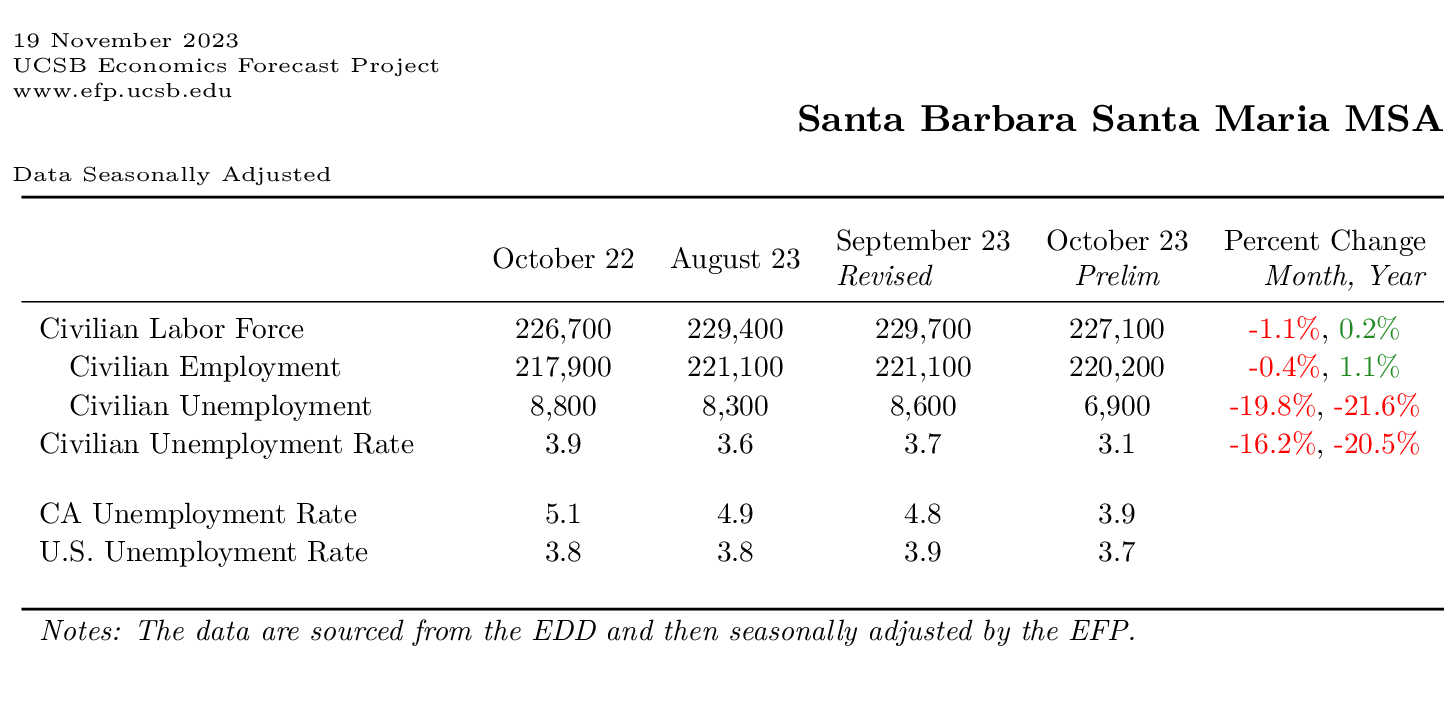 19 November 2023
UCSB Economics Forecast Project
www.efp.ucsb.edu
Santa Barbara Santa Maria MSA
Data Seasonally Adjusted
October 22 August 23 September 23 October 23 Percent Change
Revised Prelim Month, Year
Civilian Labor Force 226,700 229,400 229,700 227,100 -1.1%, 0.2%
Civilian Employment 217,900 221,100 221,100 220,200 -0.4%, 1.1%
Civilian Unemployment 8,800 8,300 8,600 6,900 -19.8%, -21.6%
Civilian Unemployment Rate 3.9 3.6 3.7 3.1 -16.2%, -20.5%
CA Unemployment Rate 5.1 4.9 4.8 3.9
U.S. Unemployment Rate 3.8 3.8 3.9 3.7
Notes: The data are sourced from the EDD and then seasonally adjusted by the EFP.